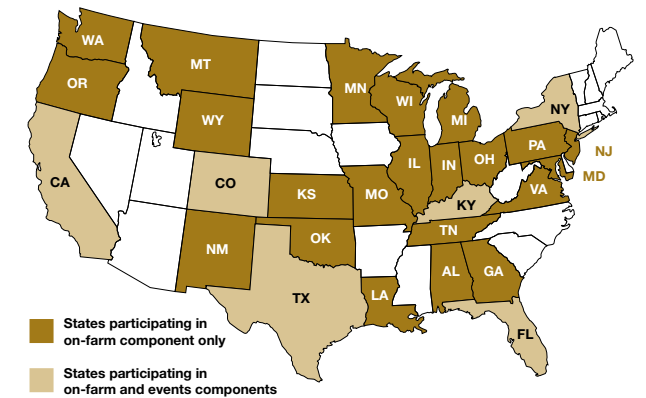 WA
MT
OR
MN
WI
NY
WY
MI
PA
NJ
IL
IN
OH
MD
CA
CO
KS
MO
VA
KY
TN
NM
OK
AL
GA
TX
LA
FL
States participating in
on-farm component only
States participating in
on-farm and events components